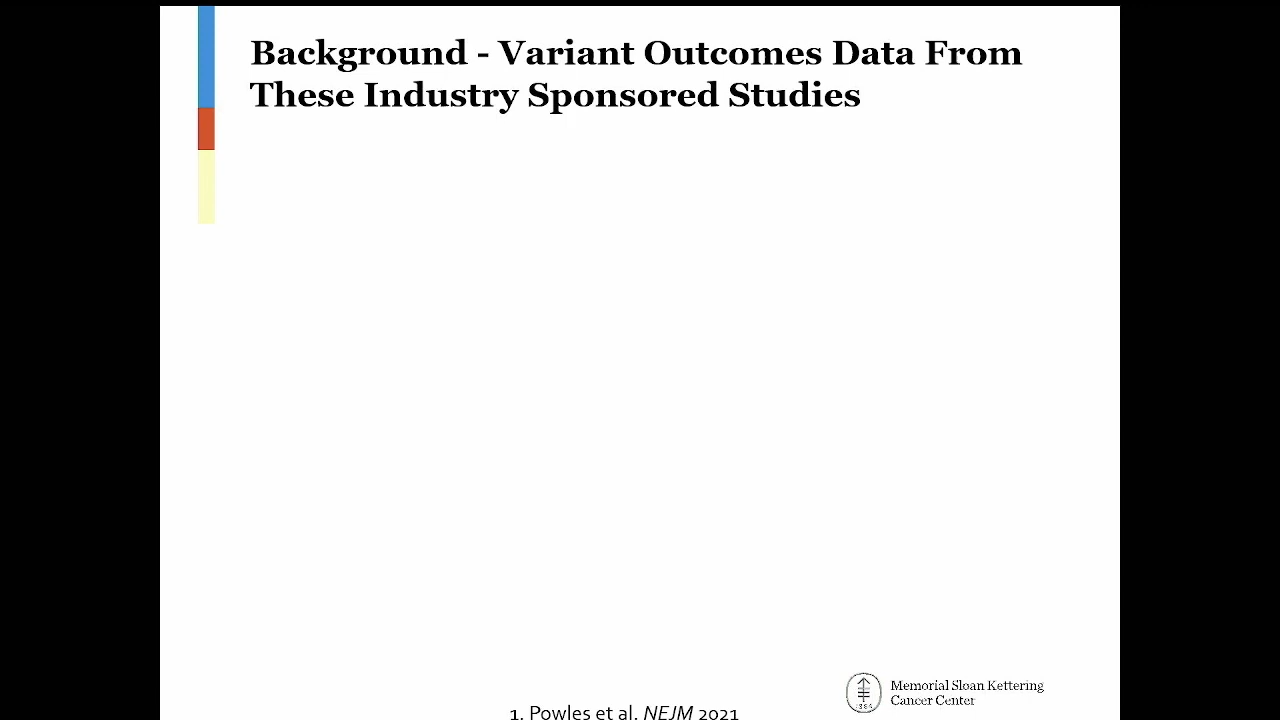 Background - Variant Outcomes Data From
These Industry Sponsored Studies
Memorial Sloan Kettering
Cancer Center
1884
1. Powles et al. NEJM 2021